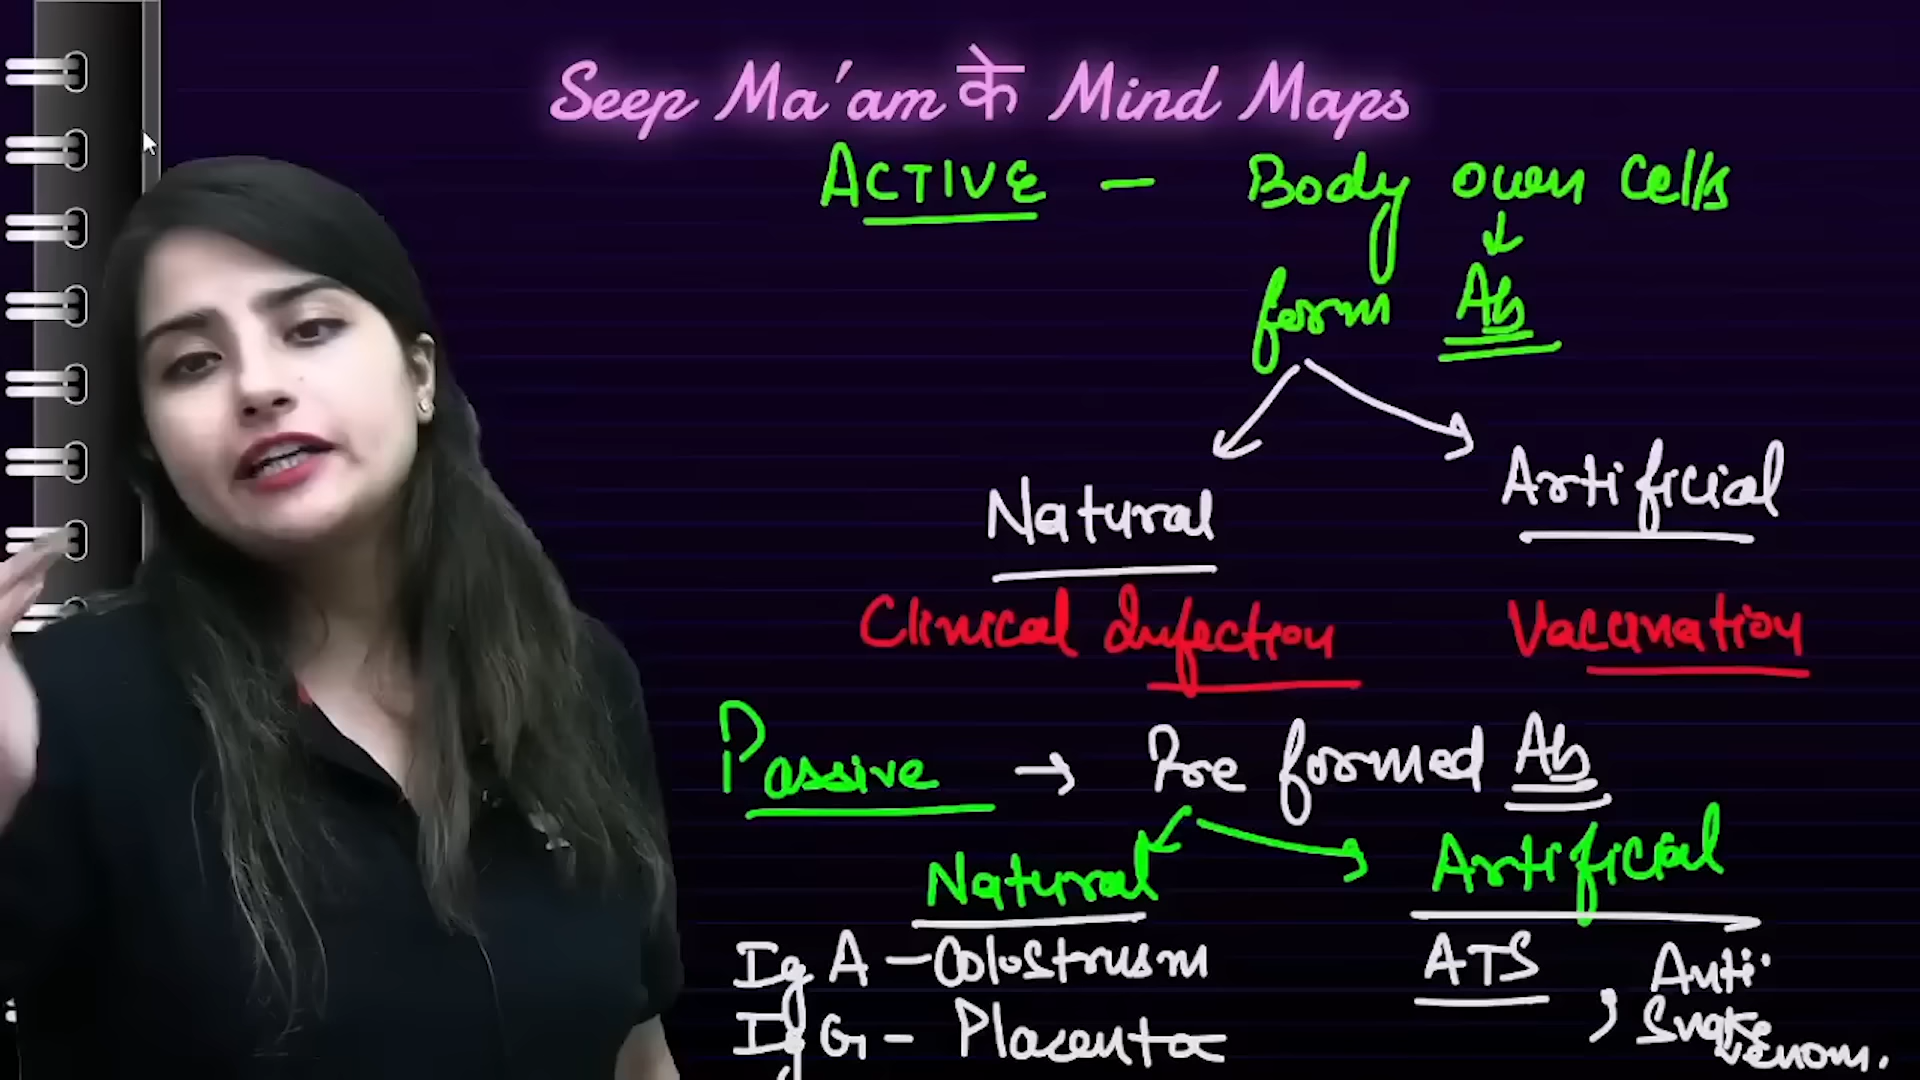 Seep Ma'am के Mind Maps
ACTIVE - Body own cells
form Ab
Natural Artificial
Clinical Infection Vaccination
Passive → Pre formed Ab
Natural Artificial
IgA - Colostrum ATS , Anti
IgG - Placenta Snake
Venom.